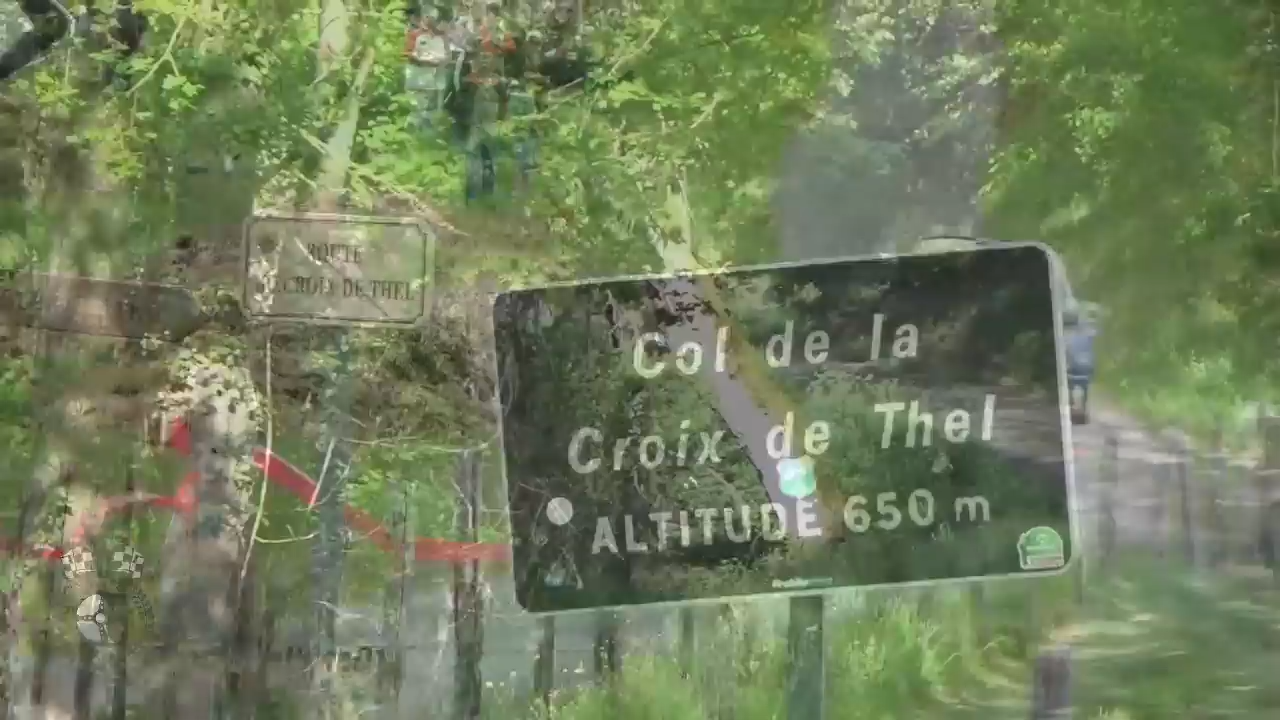 ROUTE
CROIX DE THEL
Col de la
Croix de Thel
ALTITUDE 650 m